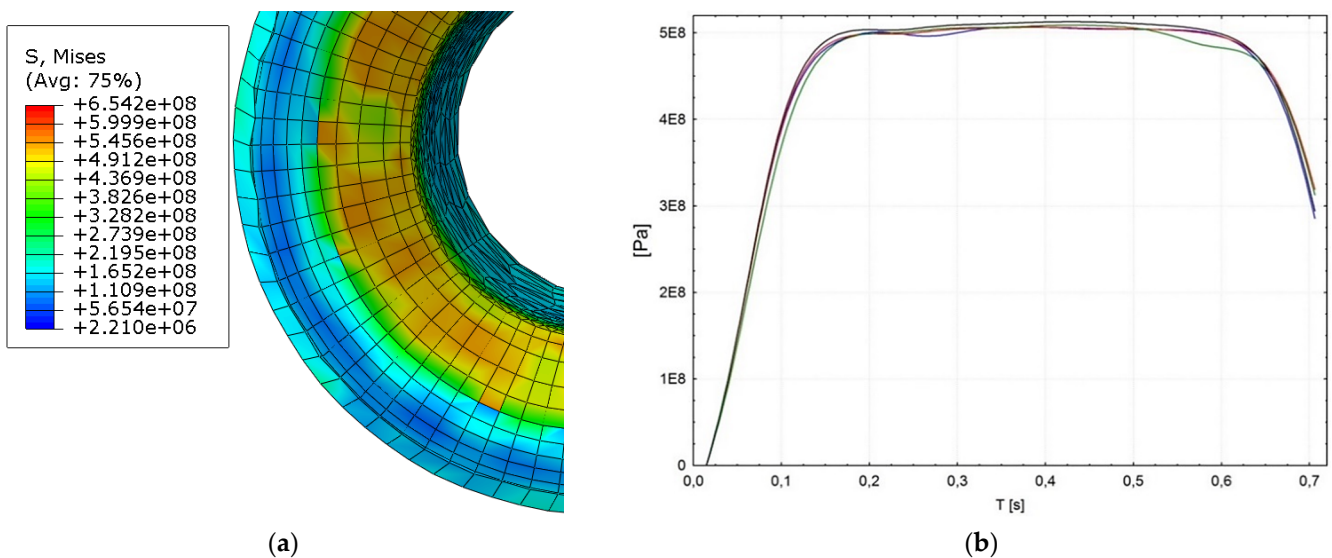 S, Mises
(Avg: 75%)
+6.542e+08
+5.999e+08
+5.456e+08
+4.912e+08
+4.369e+08
+3.826e+08
+3.282e+08
+2.739e+08
+2.195e+08
+1.652e+08
+1.109e+08
+5.654e+07
+2.210e+06
(a)
[Pa]
5E8
4E8
3E8
2E8
1E8
0
0,0 0,1 0,2 0,3 0,4 0,5 0,6 0,7
T [s]
(b)